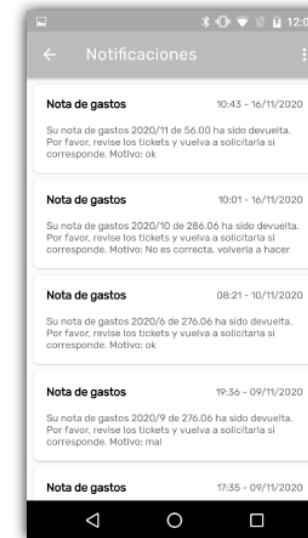 12:0
Notificaciones
Nota de gastos 10:43 - 16/11/2020
Su nota de gastos 2020/11 de 56.00 ha sido devuelta.
Por favor, revise los tickets y vuelva a solicitarla si
corresponde. Motivo: ok
Nota de gastos 10:01 - 16/11/2020
Su nota de gastos 2020/10 de 286.06 ha sido devuelta.
Por favor, revise los tickets y vuelva a solicitarla si
corresponde. Motivo: No es correcta, volverla a hacer
Nota de gastos 08:21 - 10/11/2020
Su nota de gastos 2020/6 de 276.06 ha sido devuelta.
Por favor, revise los tickets y vuelva a solicitarla si
corresponde. Motivo: ok
Nota de gastos 19:36 - 09/11/2020
Su nota de gastos 2020/9 de 276.06 ha sido devuelta.
Por favor, revise los tickets y vuelva a solicitarla si
corresponde. Motivo: mal
Nota de gastos 17:35 - 09/11/2020